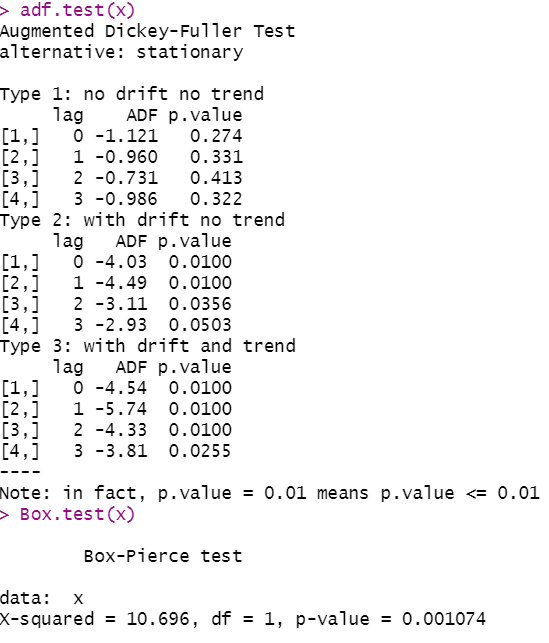 > adf.test(x)
Augmented Dickey-Fuller Test
alternative: stationary

Type 1: no drift no trend
     lag    ADF p.value
[1,]   0 -1.121   0.274
[2,]   1 -0.960   0.331
[3,]   2 -0.731   0.413
[4,]   3 -0.986   0.322
Type 2: with drift no trend
     lag   ADF p.value
[1,]   0 -4.03  0.0100
[2,]   1 -4.49  0.0100
[3,]   2 -3.11  0.0356
[4,]   3 -2.93  0.0503
Type 3: with drift and trend
     lag   ADF p.value
[1,]   0 -4.54  0.0100
[2,]   1 -5.74  0.0100
[3,]   2 -4.33  0.0100
[4,]   3 -3.81  0.0255
----
Note: in fact, p.value = 0.01 means p.value <= 0.01
> Box.test(x)

        Box-Pierce test

data:  x
X-squared = 10.696, df = 1, p-value = 0.001074